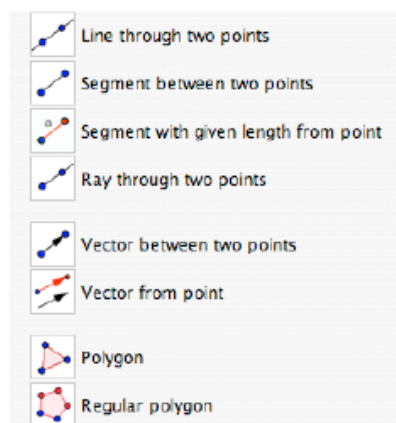 Line through two points
Segment between two points
a
Segment with given length from point
Ray through two points
Vector between two points
Vector from point
Polygon
Regular polygon